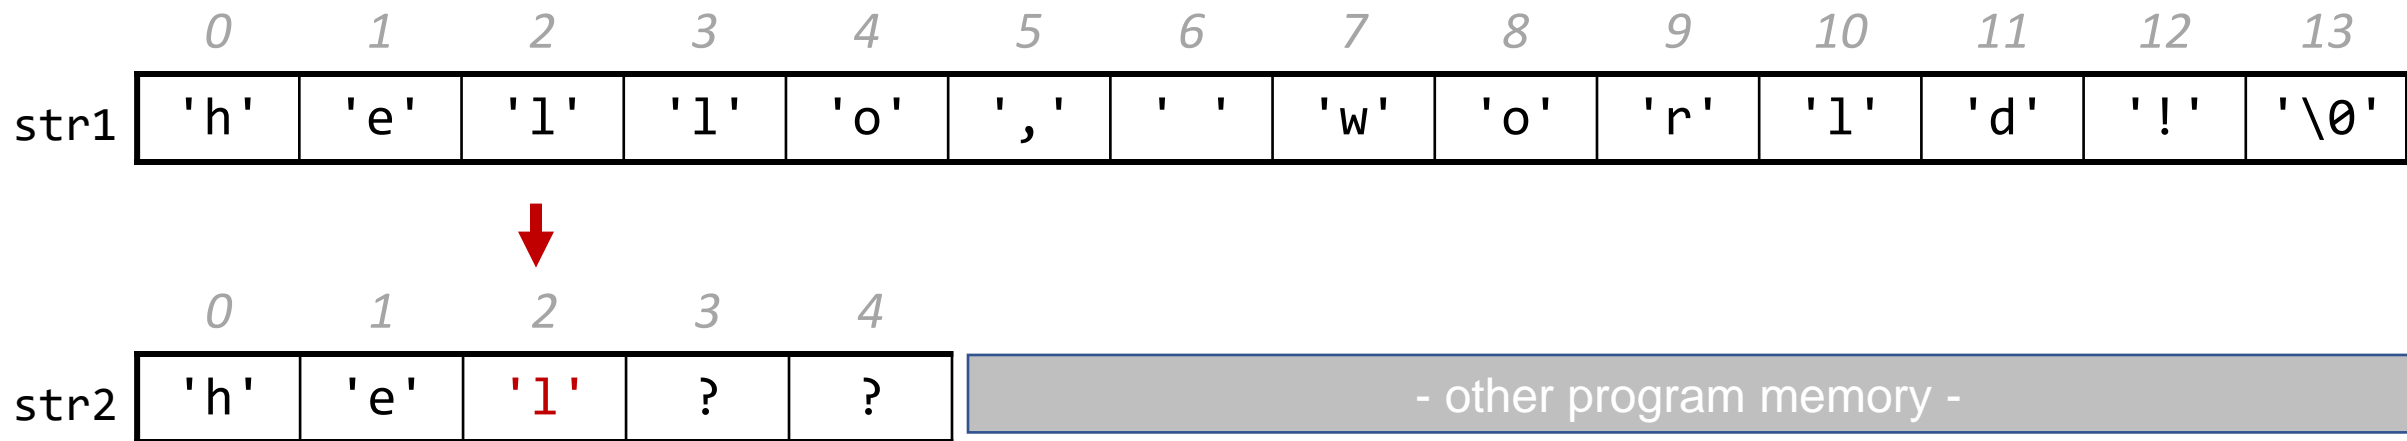 0 1 2 3 4 5 6 7 8 9 10 11 12 13
str1 'h' 'e' 'l' 'l' 'o' ',' ' ' 'w' 'o' 'r' 'l' 'd' '!' '\0'
0 1 2 3 4
str2 'h' 'e' 'l' ? ? - other program memory -